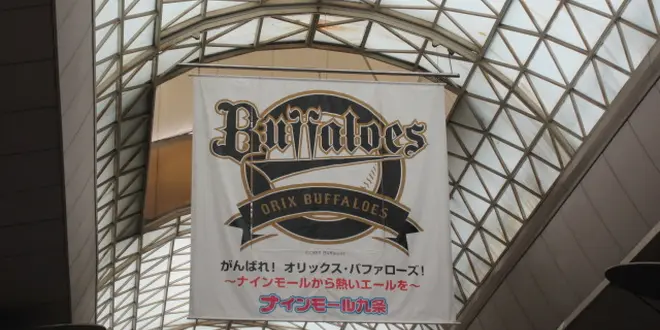 Buffaloes
ORIX BUFFALOES
がんばれ! オリックス・バファローズ!
〜ナインモールから熱いエールを〜
ナインモール九条